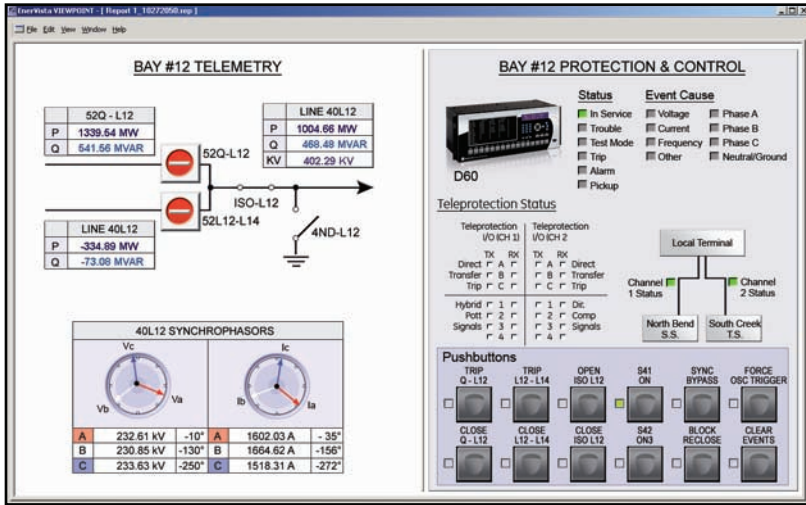 EnerVista VIEWPOINT - [ Report 1_10272050.rep ]
File Edit View Window Help
BAY #12 TELEMETRY
52Q - L12
P 1339.54 MW
Q 541.56 MVAR
LINE 40L12
P 1004.66 MW
Q 468.48 MVAR
KV 402.29 KV
52Q-L12
ISO-L12
52L12-L14
4ND-L12
LINE 40L12
P -334.89 MW
Q -73.08 MVAR
40L12 SYNCHROPHASORS
Vc
Va
Vb
Ic
Ib
Ia
A 232.61 kV -10° A 1602.03 A - 35°
B 230.85 kV -130° B 1664.62 A -156°
C 233.63 kV -250° C 1518.31 A -272°
BAY #12 PROTECTION & CONTROL
D60
Status
In Service
Trouble
Test Mode
Trip
Alarm
Pickup
Event Cause
Voltage Phase A
Current Phase B
Frequency Phase C
Other Neutral/Ground
Teleprotection Status
Teleprotection
I/O (CH 1)
Teleprotection
I/O (CH 2
TX RX TX RX
Direct A A Direct
Transfer B B Transfer
Trip C C Trip
Hybrid 1 1 Dir.
Pott 2 2 Comp
Signals 3 3 Signals
4 4
Local Terminal
Channel
1 Status
Channel
2 Status
North Bend
S.S.
South Creek
T.S.
Pushbuttons
TRIP
Q - L12
TRIP
L12 - L14
OPEN
ISO L12
S41
ON
SYNC
BYPASS
FORCE
OSC TRIGGER
CLOSE
Q - L12
CLOSE
L12 - L14
CLOSE
ISO L12
S42
ON3
BLOCK
RECLOSE
CLEAR
EVENTS